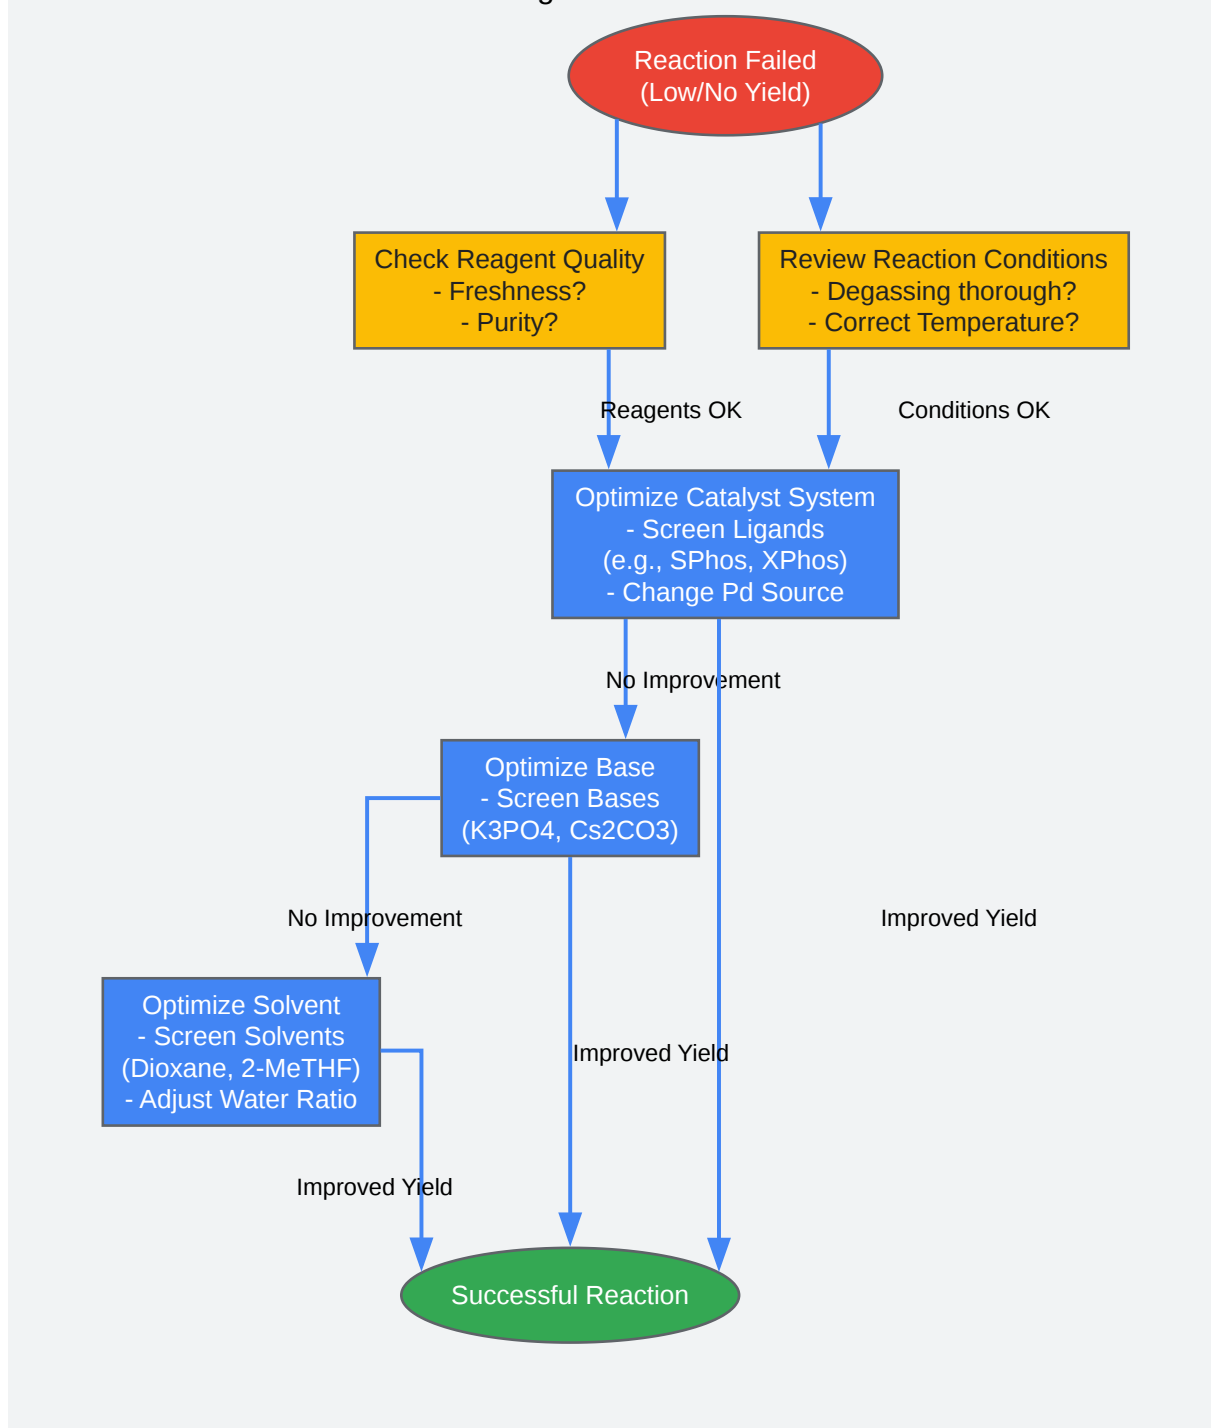 Reaction Failed
(Low/No Yield)
Check Reagent Quality
- Freshness?
- Purity?
Review Reaction Conditions
- Degassing thorough?
- Correct Temperature?
Reagents OK
Conditions OK
Optimize Catalyst System
- Screen Ligands
(e.g., SPhos, XPhos)
- Change Pd Source
No Improvement
Optimize Base
- Screen Bases
(K3PO4, Cs2CO3)
No Improvement
Improved Yield
Optimize Solvent
- Screen Solvents
(Dioxane, 2-MeTHF)
- Adjust Water Ratio
Improved Yield
Improved Yield
Successful Reaction